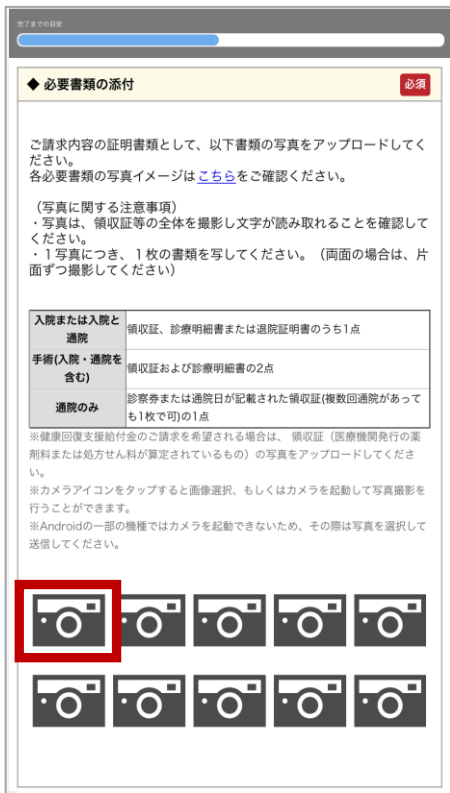 完了までの目安
◆ 必要書類の添付
必須
ご請求内容の証明書類として、以下書類の写真をアップロードしてく
ださい。
各必要書類の写真イメージはこちらをご確認ください。
（写真に関する注意事項）
・写真は、領収証等の全体を撮影し文字が読み取れることを確認して
ください。
・１写真につき、１枚の書類を写してください。（両面の場合は、片
面ずつ撮影してください）
入院または入院と
通院
領収証、診療明細書または退院証明書のうち1点
手術(入院・通院を
含む)
領収証および診療明細書の2点
通院のみ
診察券または通院日が記載された領収証(複数回通院があって
も1枚で可)の1点
※健康回復支援給付金のご請求を希望される場合は、 領収証（医療機関発行の薬
剤料または処方せん料が算定されているもの）の写真をアップロードしてくださ
い。
※カメラアイコンをタップすると画像選択、もしくはカメラを起動して写真撮影を
行うことができます。
※Androidの一部の機種ではカメラを起動できないため、その際は写真を選択して
送信してください。